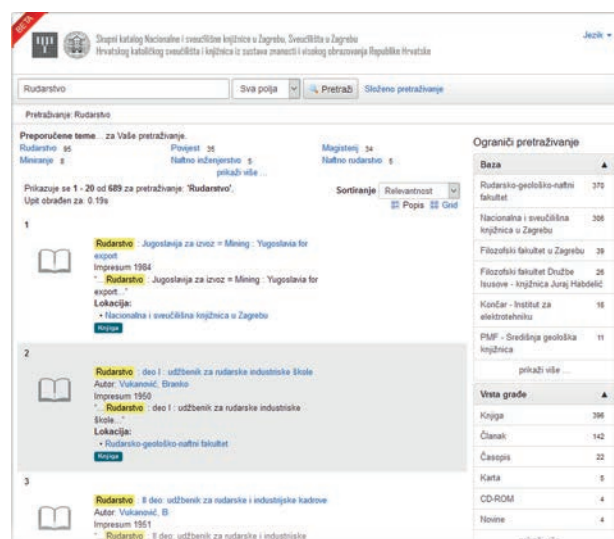 BETA
Skupni katalog Nacionalne i sveučilišne knjižnice u Zagrebu, Sveučilišta u Zagrebu
Hrvatskog katoličkog sveučilišta i knjižnica iz sustava znanosti i visokog obrazovanja Republike Hrvatske
Jezik
Rudarstvo Sva polja Pretraži Složeno pretraživanje
Pretraživanje: Rudarstvo
Preporučene teme... za Vaše pretraživanje.
Rudarstvo 95 Povijest 35 Magisterij 34
Miniranje 8 Naftno inženjerstvo 5 Naftno rudarstvo 5
prikaži više ...
Prikazuje se 1 - 20 od 689 za pretraživanje: 'Rudarstvo',
Upit obrađen za: 0.19s
Sortiranje Relevantnost
Popis Grid
1
Rudarstvo : Jugoslavija za izvoz = Mining : Yugoslavia for
export
Impresum 1984
"...Rudarstvo : Jugoslavija za izvoz = Mining : Yugoslavia for
export..."
Lokacija:
• Nacionalna i sveučilišna knjižnica u Zagrebu
Knjiga
2
Rudarstvo : deo I : udžbenik za rudarske industriske škole
Autor: Vukanović, Branko
Impresum 1950
"...Rudarstvo : deo I : udžbenik za rudarske industriske
škole..."
Lokacija:
• Rudarsko-geološko-naftni fakultet
Knjiga
3
Rudarstvo : II deo: udžbenik za rudarske i industrijske kadrove
Autor: Vukanović, B
Impresum 1951
"...Rudarstvo : II deo: udžbenik za rudarske i industrijske
Ograniči pretraživanje
Baza
Rudarsko-geološko-naftni 370
fakultet
Nacionalna i sveučilišna 306
knjižnica u Zagrebu
Filozofski fakultet u Zagrebu 39
Filozofski fakultet Družbe 26
Isusove - knjižnica Juraj Habdelić
Končar - Institut za 16
elektrotehniku
PMF - Središnja geološka 11
knjižnica
prikaži više ...
Vrsta građe
Knjiga 396
Članak 142
Časopis 22
Karta 5
CD-ROM 4
Novine 4